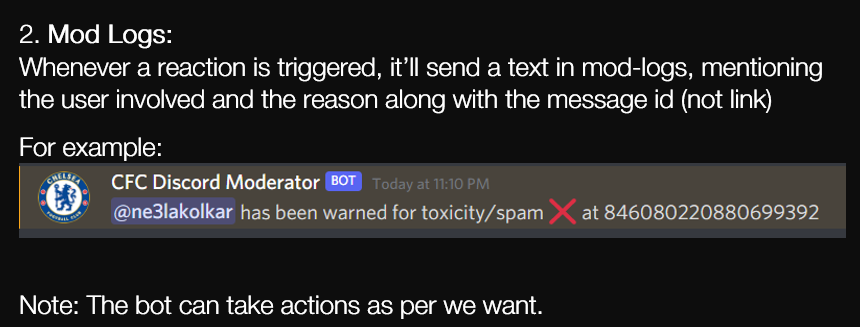 2. Mod Logs:
Whenever a reaction is triggered, it’ll send a text in mod-logs, mentioning
the user involved and the reason along with the message id (not link)
For example:
CHELSEA
FOOTBALL CLUB
CFC Discord Moderator BOT Today at 11:10 PM
@ne3lakolkar has been warned for toxicity/spam ❌ at 846080220880699392
Note: The bot can take actions as per we want.